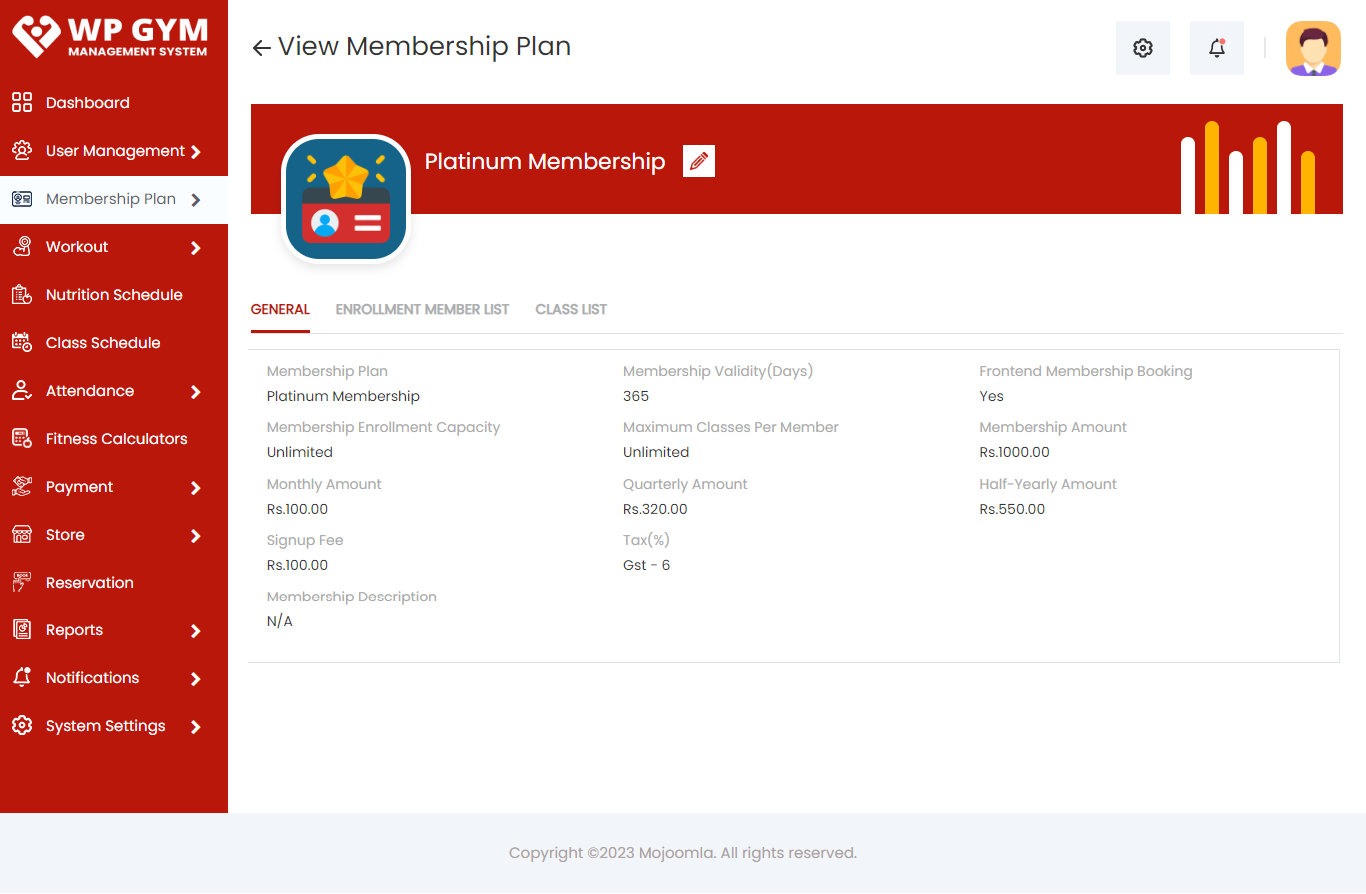 WP GYM
MANAGEMENT SYSTEM
Dashboard
User Management
Membership Plan
Workout
Nutrition Schedule
Class Schedule
Attendance
Fitness Calculators
Payment
Store
Reservation
Reports
Notifications
System Settings
View Membership Plan
Platinum Membership
GENERAL ENROLLMENT MEMBER LIST CLASS LIST
Membership Plan Membership Validity(Days) Frontend Membership Booking
Platinum Membership 365 Yes
Membership Enrollment Capacity Maximum Classes Per Member Membership Amount
Unlimited Unlimited Rs.1000.00
Monthly Amount Quarterly Amount Half-Yearly Amount
Rs.100.00 Rs.320.00 Rs.550.00
Signup Fee Tax(%)
Rs.100.00 Gst - 6
Membership Description
N/A
Copyright ©2023 Mojoomla. All rights reserved.